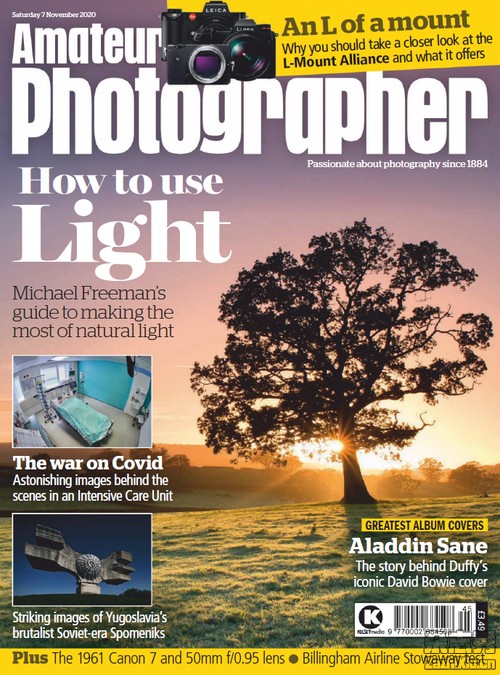 Saturday 7 November 2020
LEICA
An L of a mount
Why you should take a closer look at the
L-Mount Alliance and what it offers
Amateur
Photographer
Passionate about photography since 1884
How to use
Light
Michael Freeman's
guide to making the
most of natural light
The war on Covid
Astonishing images behind the
scenes in an Intensive Care Unit
Striking images of Yugoslavia's
brutalist Soviet-era Spomeniks
GREATEST ALBUM COVERS
Aladdin Sane
The story behind Duffy's
iconic David Bowie cover
K
KELSEYmedia
45
£3.49
Plus The 1961 Canon 7 and 50mm f/0.95 lens ● Billingham Airline Stowaway test